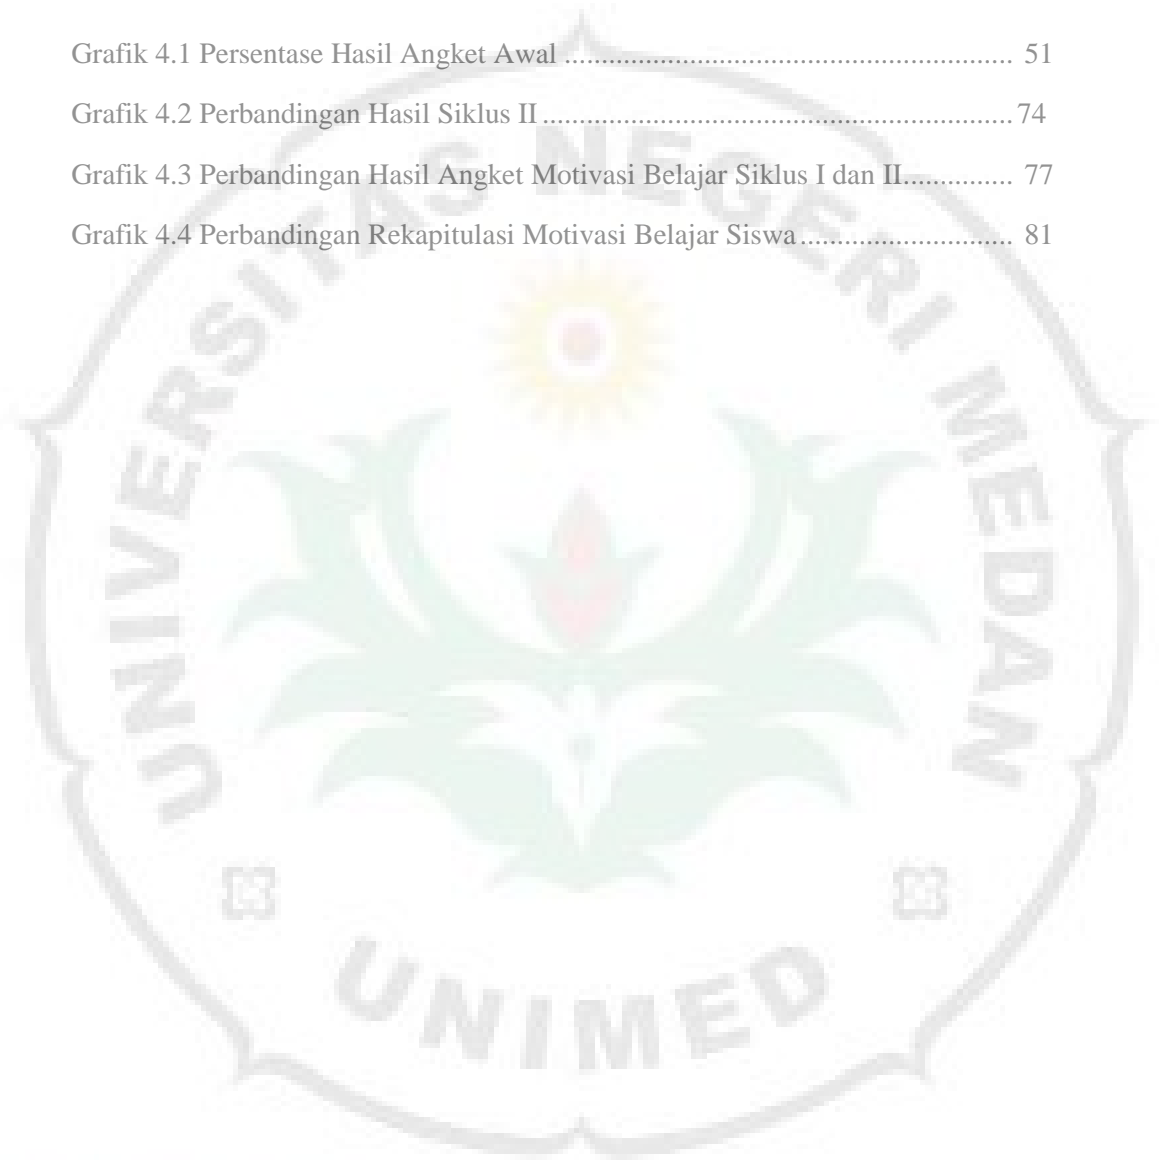 Grafik 4.1 Persentase Hasil Angket Awal ........................................................... 51
Grafik 4.2 Perbandingan Hasil Siklus II .............................................................. 74
Grafik 4.3 Perbandingan Hasil Angket Motivasi Belajar Siklus I dan II............... 77
Grafik 4.4 Perbandingan Rekapitulasi Motivasi Belajar Siswa ............................ 81
UNIVERSITAS NEGERI MEDAN
UNIMED